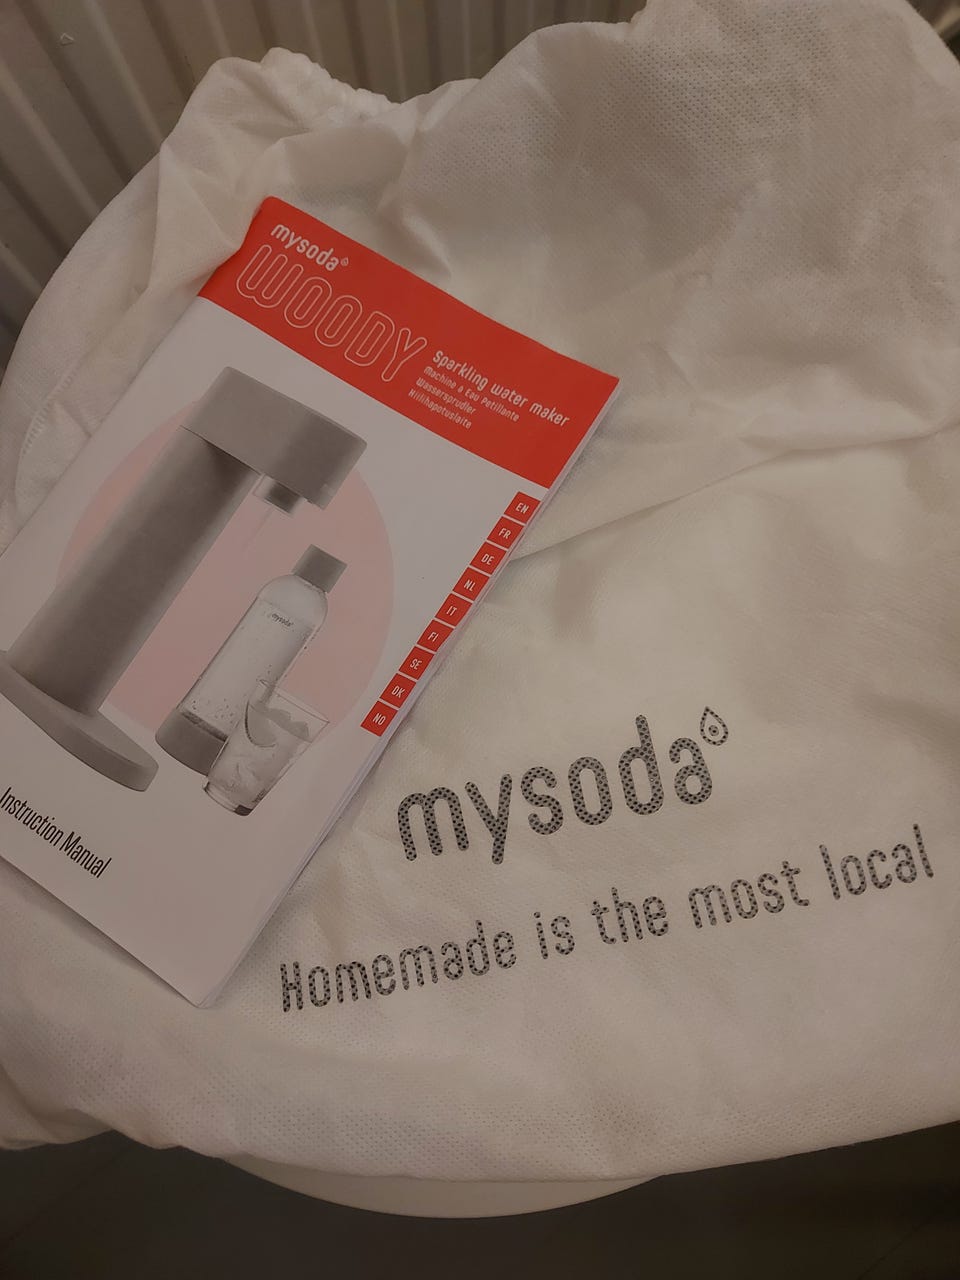 mysoda
WOODY
Sparkling water maker
Machine a Eau Petillante
Wassersprudler
Hiilihapotuslaite
EN
FR
DE
NL
IT
FI
SE
DK
NO
mysoda
Instruction Manual
mysoda
Homemade is the most local